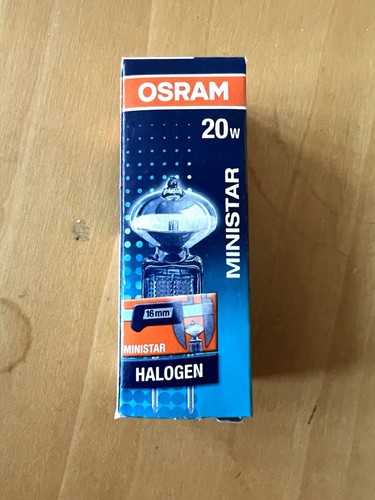 OSRAM
20W
MINISTAR
16mm
MINISTAR
HALOGEN